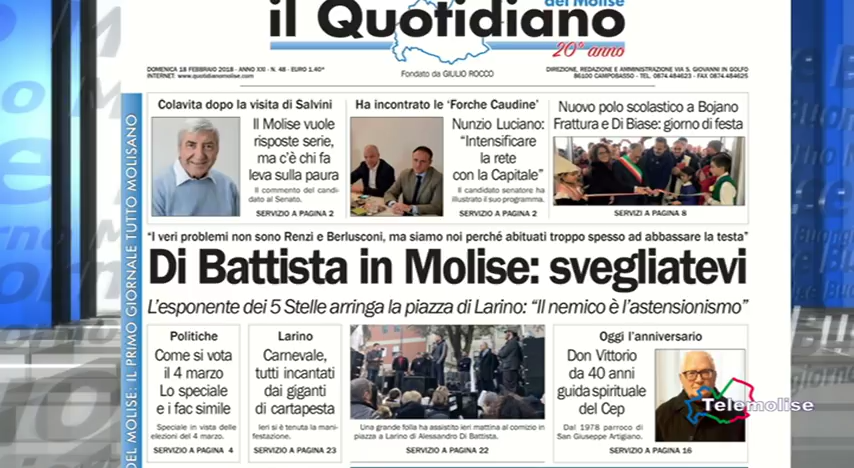 del Molise
il Quotidiano
20° anno
DOMENICA 18 FEBBRAIO 2018 - ANNO XXI - N. 48 - EURO 1,40*
INTERNET: www.quotidianomolise.com
Fondato da GIULIO ROCCO
DIREZIONE, REDAZIONE E AMMINISTRAZIONE VIA S. GIOVANNI IN GOLFO
86100 CAMPOBASSO - TEL. 0874.484623 - FAX 0874.484625
DEL MOLISE: IL PRIMO GIORNALE TUTTO MOLISANO
Colavita dopo la visita di Salvini
Il Molise vuole
risposte serie,
ma c'è chi fa
leva sulla paura
Il commento del candi-
dato al Senato.
SERVIZIO A PAGINA 2
Ha incontrato le 'Forche Caudine'
Nunzio Luciano:
"Intensificare
la rete
con la Capitale"
Il candidato senatore ha
illustrato il suo programma.
SERVIZIO A PAGINA 2
Nuovo polo scolastico a Bojano
Frattura e Di Biase: giorno di festa
SERVIZI A PAGINA 8
"I veri problemi non sono Renzi e Berlusconi, ma siamo noi perché abituati troppo spesso ad abbassare la testa"
Di Battista in Molise: svegliatevi
L'esponente dei 5 Stelle arringa la piazza di Larino: "Il nemico è l'astensionismo"
Politiche
Come si vota
il 4 marzo
Lo speciale
e i fac simile
Speciale in vista delle
elezioni del 4 marzo.
SERVIZIO A PAGINA 4
Larino
Carnevale,
tutti incantati
dai giganti
di cartapesta
Ieri si è tenuta la mani-
festazione.
SERVIZIO A PAGINA 23
Una grande folla ha assistito ieri mattina al comizio in
piazza a Larino di Alessandro Di Battista.
SERVIZIO A PAGINA 22
Oggi l'anniversario
Don Vittorio
da 40 anni
guida spirituale
del Cep
Dal 1978 parroco di
San Giuseppe Artigiano.
SERVIZIO A PAGINA 16
Telemolise